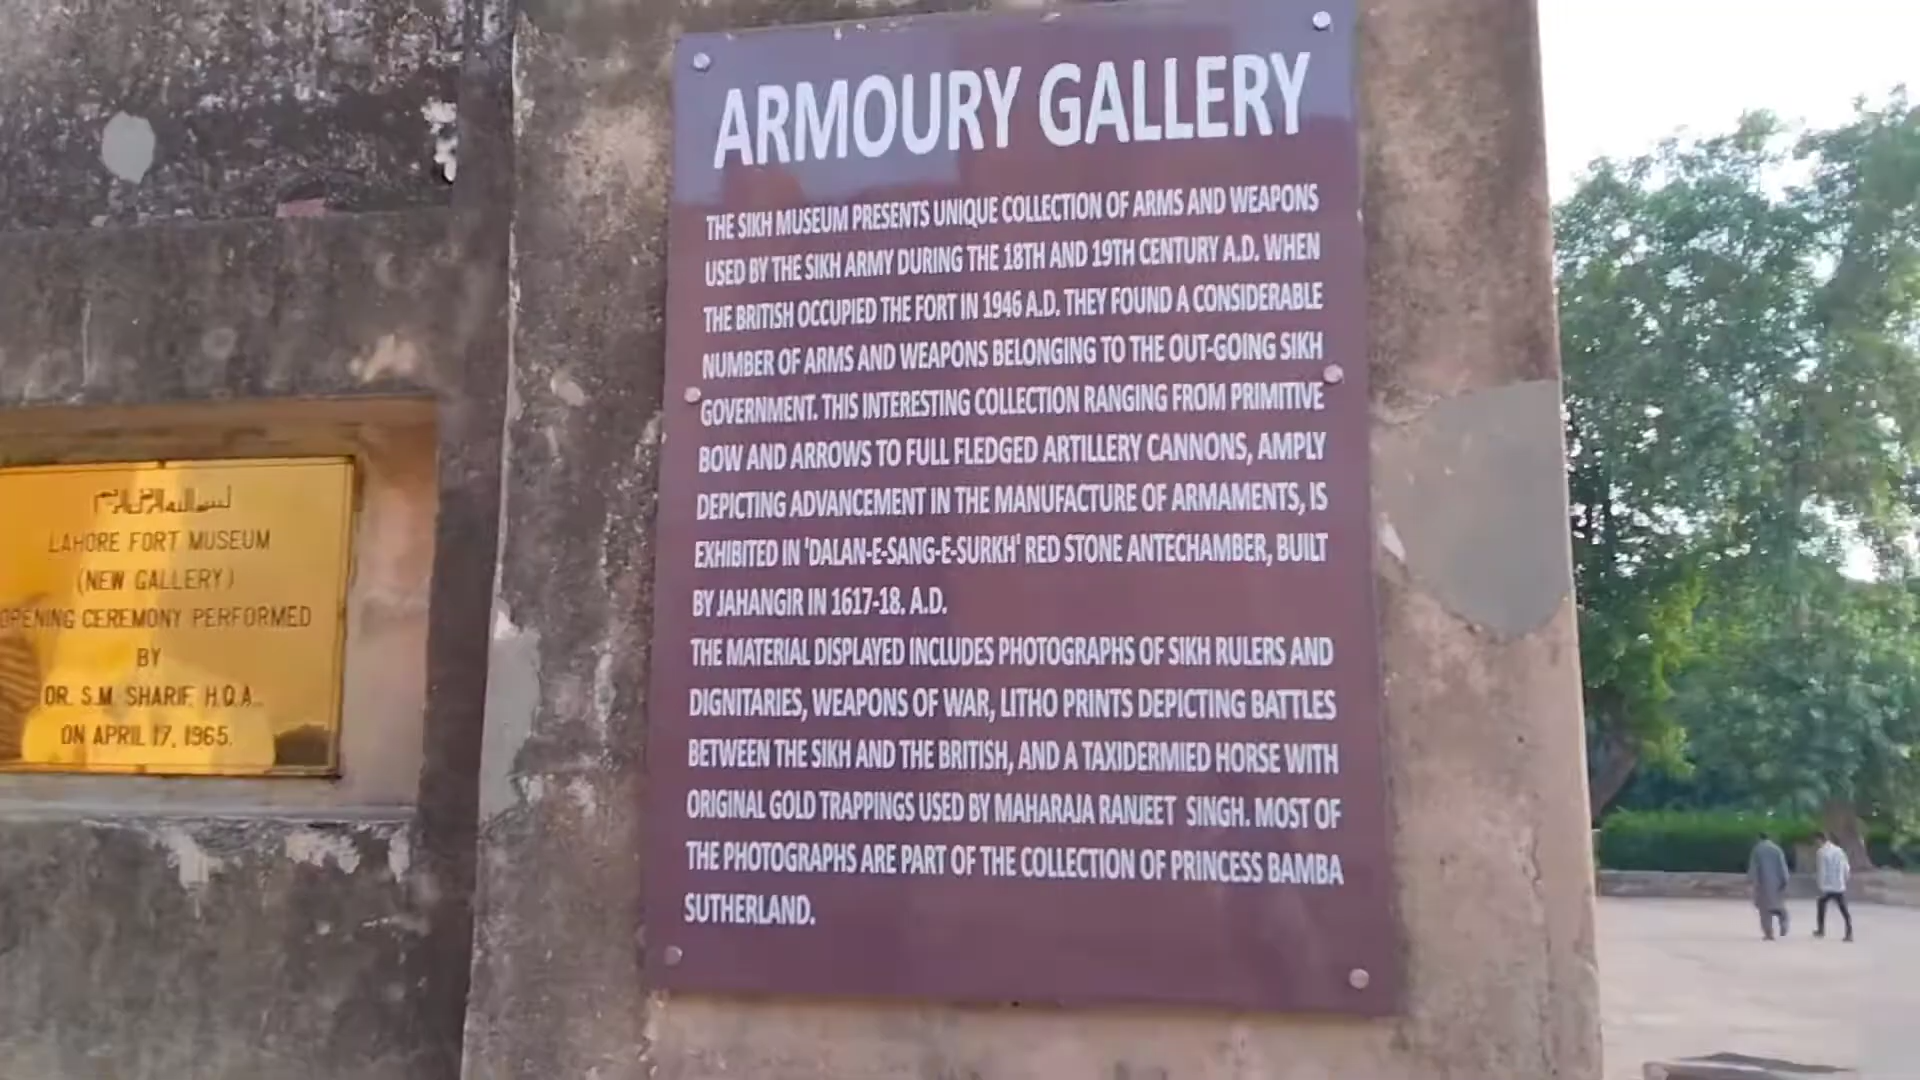 ARMOURY GALLERY
THE SIKH MUSEUM PRESENTS UNIQUE COLLECTION OF ARMS AND WEAPONS
USED BY THE SIKH ARMY DURING THE 18TH AND 19TH CENTURY A.D. WHEN
THE BRITISH OCCUPIED THE FORT IN 1946 A.D. THEY FOUND A CONSIDERABLE
NUMBER OF ARMS AND WEAPONS BELONGING TO THE OUT-GOING SIKH
GOVERNMENT. THIS INTERESTING COLLECTION RANGING FROM PRIMITIVE
BOW AND ARROWS TO FULL FLEDGED ARTILLERY CANNONS, AMPLY
DEPICTING ADVANCEMENT IN THE MANUFACTURE OF ARMAMENTS, IS
EXHIBITED IN 'DALAN-E-SANG-E-SURKH' RED STONE ANTECHAMBER, BUILT
BY JAHANGIR IN 1617-18. A.D.
THE MATERIAL DISPLAYED INCLUDES PHOTOGRAPHS OF SIKH RULERS AND
DIGNITARIES, WEAPONS OF WAR, LITHO PRINTS DEPICTING BATTLES
BETWEEN THE SIKH AND THE BRITISH, AND A TAXIDERMIED HORSE WITH
ORIGINAL GOLD TRAPPINGS USED BY MAHARAJA RANJEET SINGH. MOST OF
THE PHOTOGRAPHS ARE PART OF THE COLLECTION OF PRINCESS BAMBA
SUTHERLAND.
بسم الله الرحمن الرحيم
LAHORE FORT MUSEUM
(NEW GALLERY)
OPENING CEREMONY PERFORMED
BY
DR. S.M. SHARIF, H.Q.A.
ON APRIL 17, 1965.